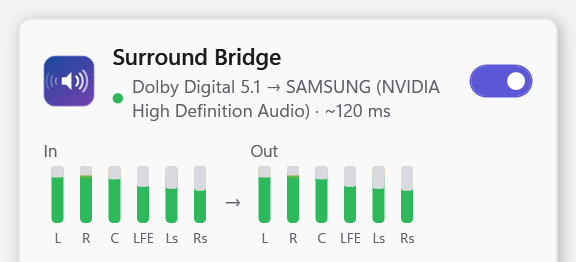 Surround Bridge
Dolby Digital 5.1 → SAMSUNG (NVIDIA
High Definition Audio) · ~120 ms
In
Out
L R C LFE Ls Rs → L R C LFE Ls Rs